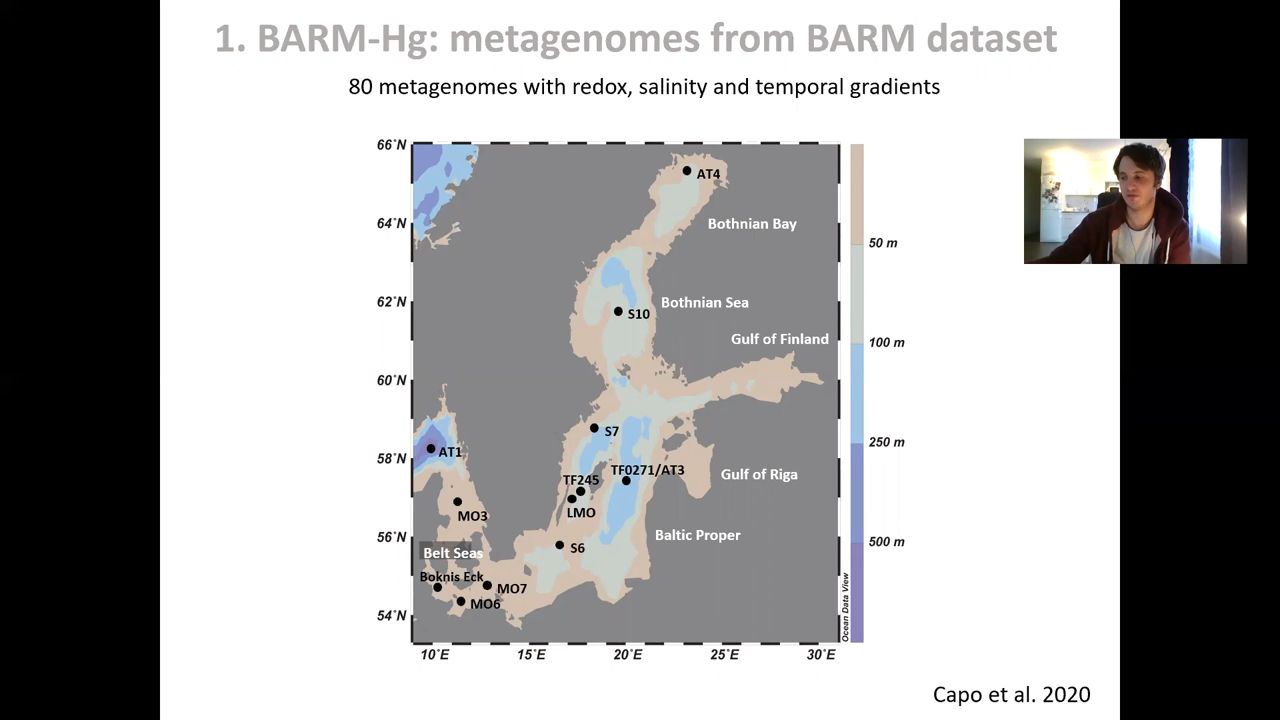 1. BARM-Hg: metagenomes from BARM dataset
80 metagenomes with redox, salinity and temporal gradients
66°N
AT4
64°N
Bothnian Bay
50 m
62°N
Bothnian Sea
S10
Gulf of Finland
100 m
60°N
S7
250 m
AT1
58°N
TF0271/AT3
Gulf of Riga
TF245
LMO
MO3
56°N
Baltic Proper
500 m
S6
Belt Seas
Boknis Eck
MO7
MO6
54°N
Ocean Data View
10°E
15°E
20°E
25°E
30°E
Capo et al. 2020